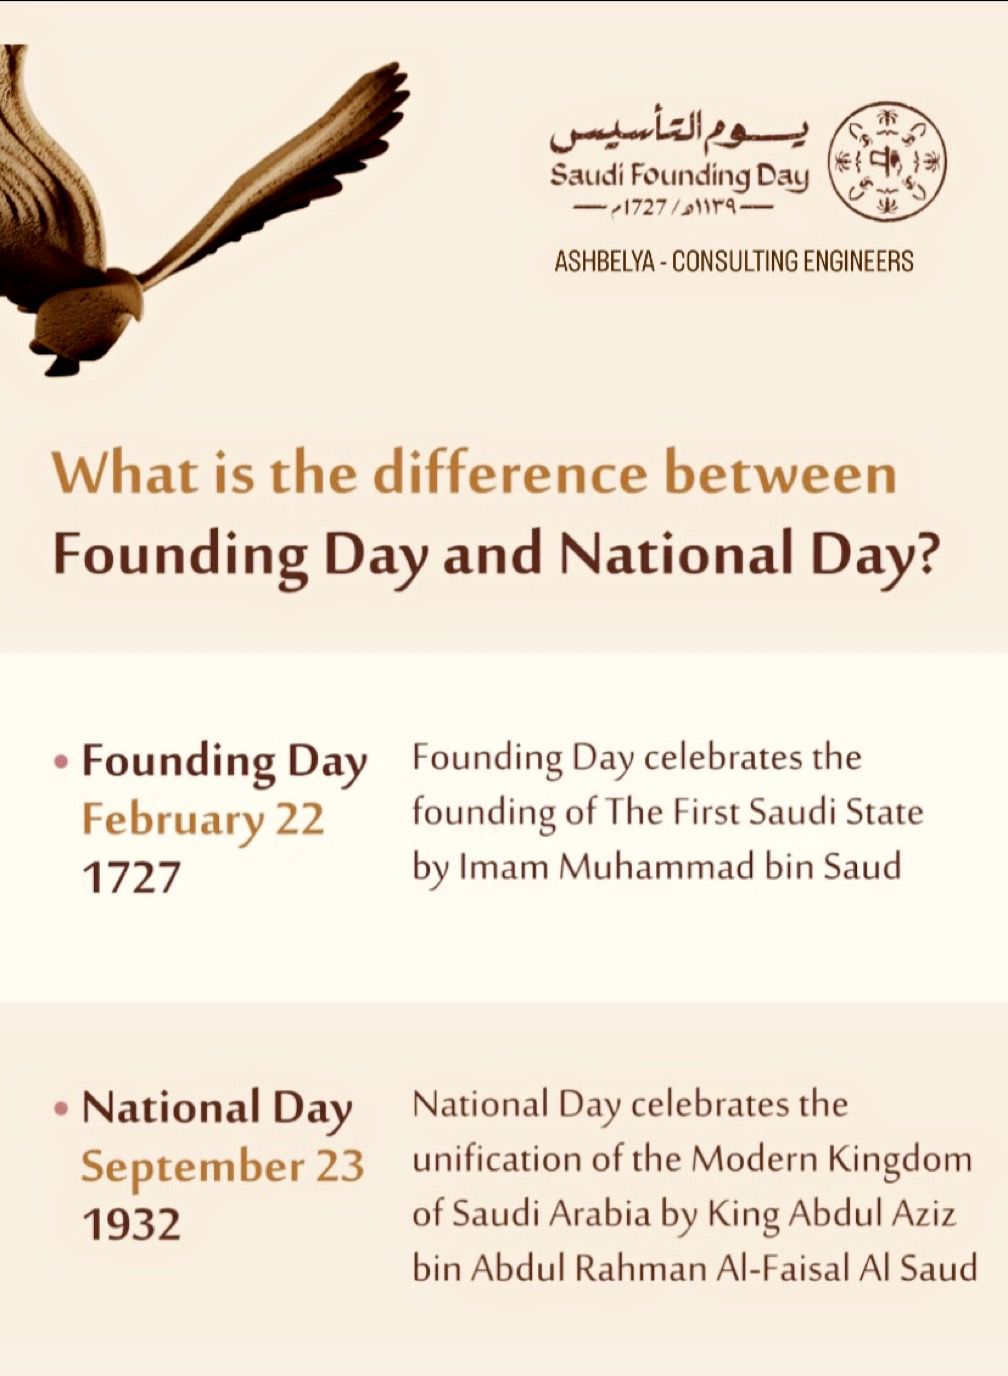 يوم التأسيس
Saudi Founding Day
١١٣٩هـ/1727م
ASHBELYA - CONSULTING ENGINEERS
What is the difference between
Founding Day and National Day?
• Founding Day
February 22
1727
Founding Day celebrates the
founding of The First Saudi State
by Imam Muhammad bin Saud
• National Day
September 23
1932
National Day celebrates the
unification of the Modern Kingdom
of Saudi Arabia by King Abdul Aziz
bin Abdul Rahman Al-Faisal Al Saud